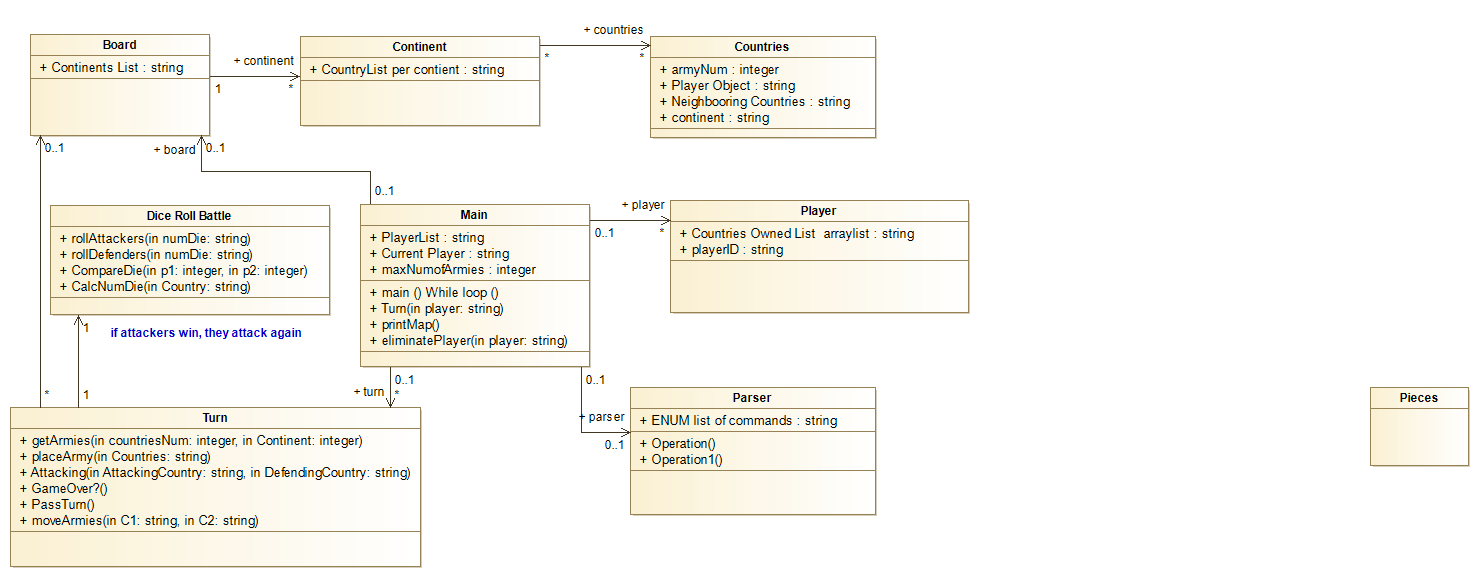 Board
+ Continents List : string
+ continent
1
*
Continent
+ CountryList per contient : string
+ countries
*
*
Countries
+ armyNum : integer
+ Player Object : string
+ Neighbooring Countries : string
+ continent : string
0..1
+ board
0..1
0..1
Dice Roll Battle
+ rollAttackers(in numDie: string)
+ rollDefenders(in numDie: string)
+ CompareDie(in p1: integer, in p2: integer)
+ CalcNumDie(in Country: string)
1
if attackers win, they attack again
*
1
Main
+ PlayerList : string
+ Current Player : string
+ maxNumofArmies : integer
+ main () While loop ()
+ Turn(in player: string)
+ printMap()
+ eliminatePlayer(in player: string)
+ player
0..1
*
Player
+ Countries Owned List arraylist : string
+ playerID : string
0..1
+ turn
*
0..1
+ parser
0..1
Turn
+ getArmies(in countriesNum: integer, in Continent: integer)
+ placeArmy(in Countries: string)
+ Attacking(in AttackingCountry: string, in DefendingCountry: string)
+ GameOver?()
+ PassTurn()
+ moveArmies(in C1: string, in C2: string)
Parser
+ ENUM list of commands : string
+ Operation()
+ Operation1()
Pieces